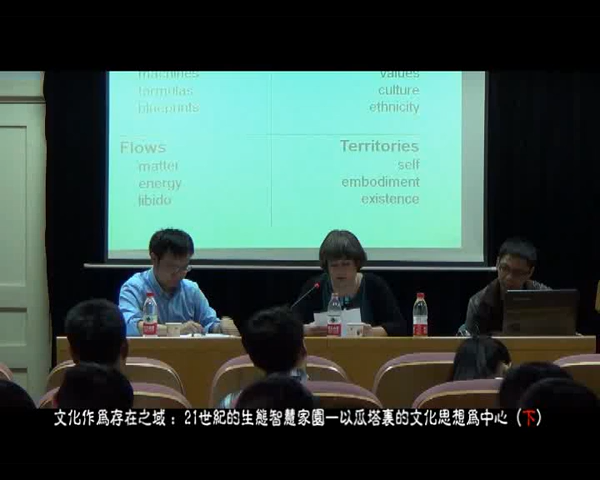 machines
formulas
blueprints
values
culture
ethnicity
Flows
matter
energy
libido
Territories
self
embodiment
existence
文化作爲存在之域：21世紀的生態智慧家園—以瓜塔裏的文化思想爲中心（下）